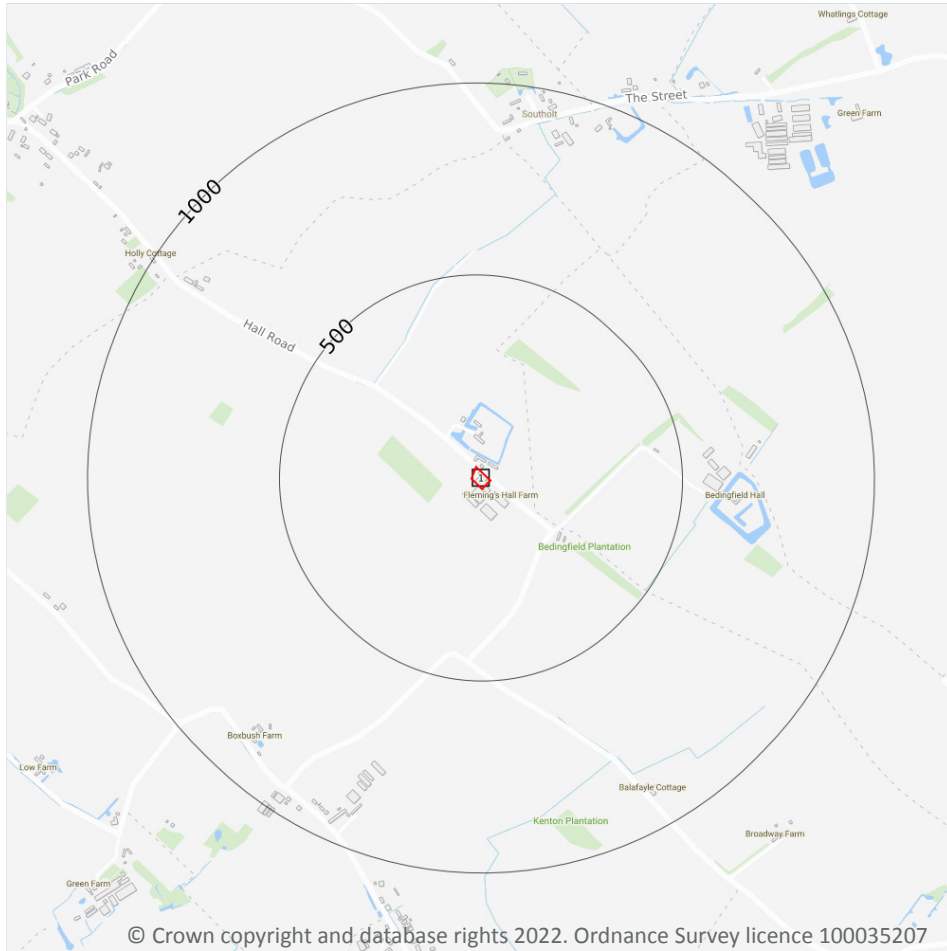 Whatlings Cottage
Park Road
The Street
Southolt
Green Farm
1000
Holly Cottage
500
Hall Road
1
Fleming's Hall Farm
Bedingfield Hall
Bedingfield Plantation
Boxbush Farm
Low Farm
Balafayle Cottage
Kenton Plantation
Broadway Farm
Green Farm
© Crown copyright and database rights 2022. Ordnance Survey licence 100035207